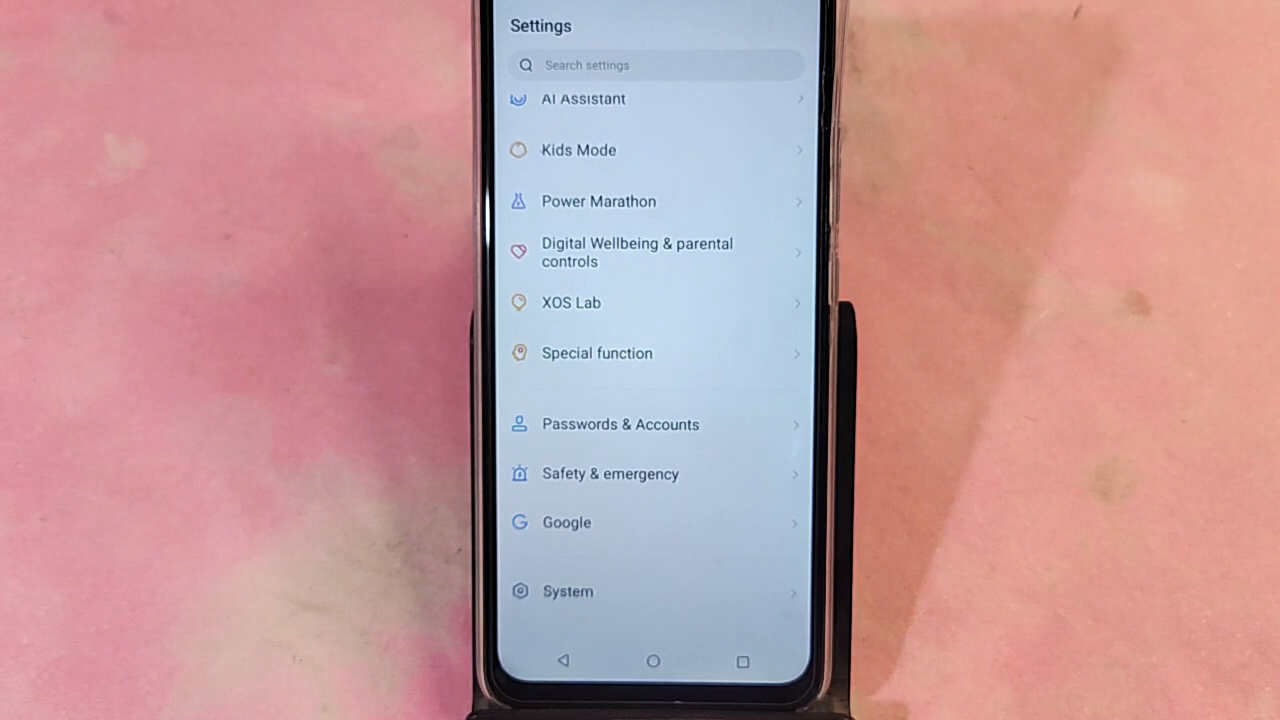 Settings
Search settings
AI Assistant
Kids Mode
Power Marathon
Digital Wellbeing & parental
controls
XOS Lab
Special function
Passwords & Accounts
Safety & emergency
Google
System